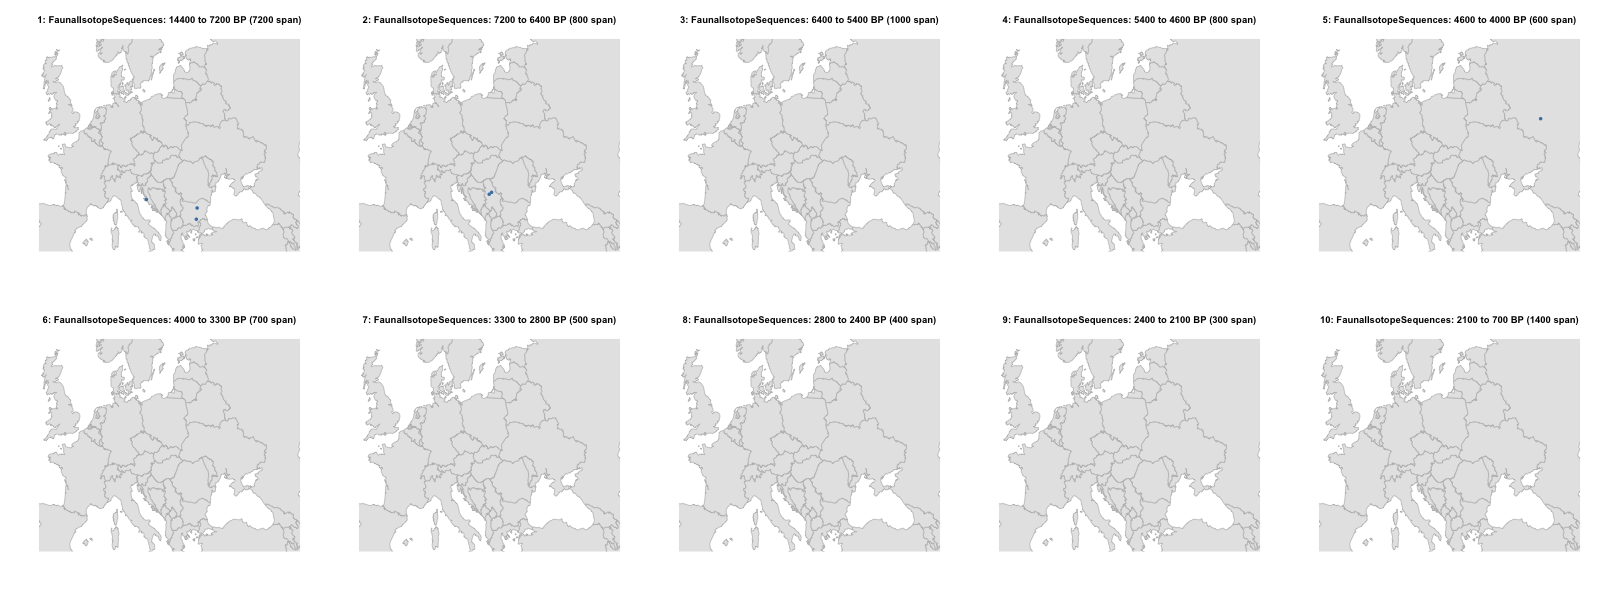 1: FaunalIsotopeSequences: 14400 to 7200 BP (7200 span)
2: FaunalIsotopeSequences: 7200 to 6400 BP (800 span)
3: FaunalIsotopeSequences: 6400 to 5400 BP (1000 span)
4: FaunalIsotopeSequences: 5400 to 4600 BP (800 span)
5: FaunalIsotopeSequences: 4600 to 4000 BP (600 span)
6: FaunalIsotopeSequences: 4000 to 3300 BP (700 span)
7: FaunalIsotopeSequences: 3300 to 2800 BP (500 span)
8: FaunalIsotopeSequences: 2800 to 2400 BP (400 span)
9: FaunalIsotopeSequences: 2400 to 2100 BP (300 span)
10: FaunalIsotopeSequences: 2100 to 700 BP (1400 span)